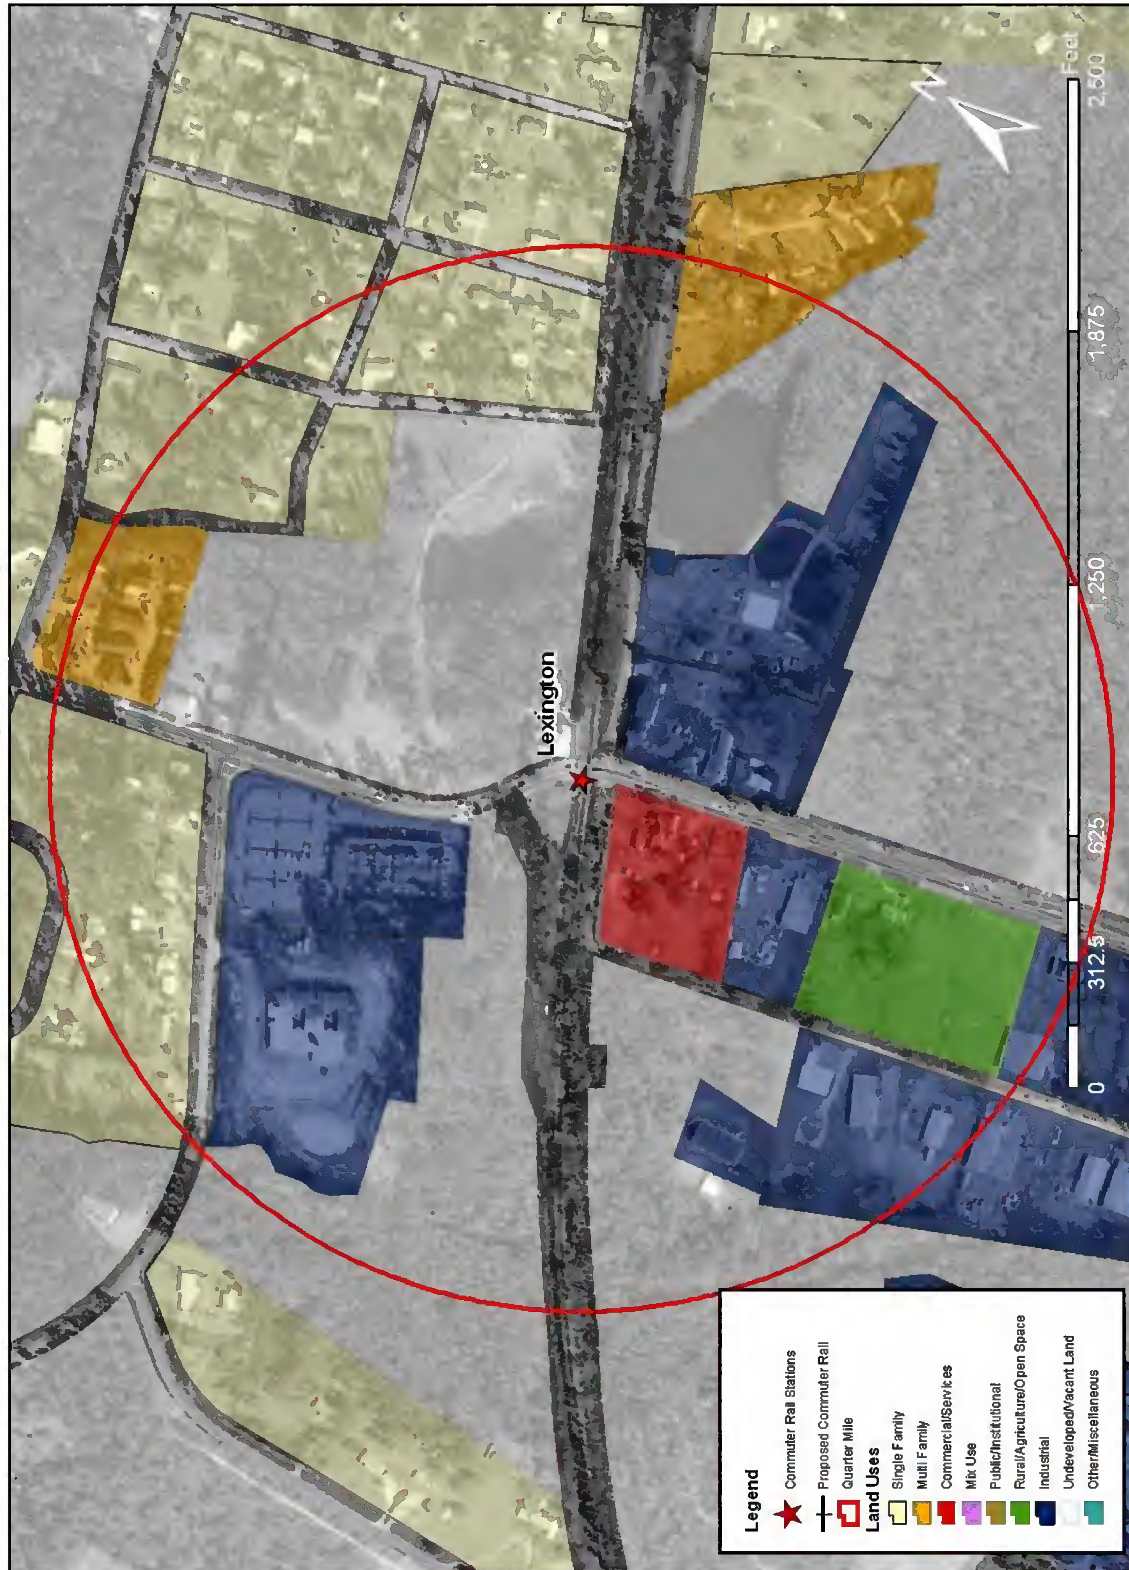 Lexington
N
Feet
0 312.5 625 1,250 1,875 2,500
Legend
Commuter Rail Stations
Proposed Commuter Rail
Quarter Mile
Land Uses
Single Family
Multi Family
Commercial/Services
Mix Use
Public/Institutional
Rural/Agriculture/Open Space
Industrial
Undeveloped/Vacant Land
Other/Miscellaneous